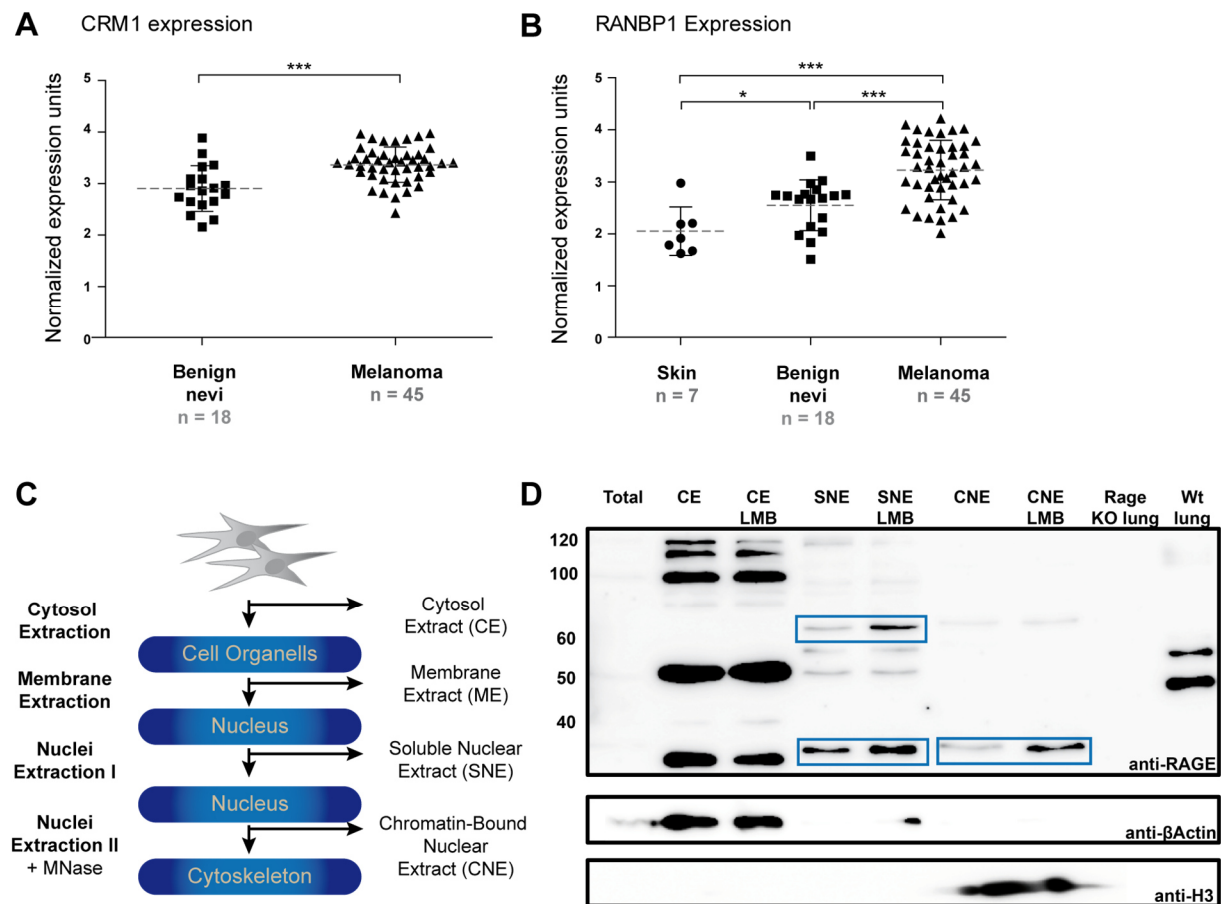 A CRM1 expression
Normalized expression units
5
4
3
2
1
0
***
Benign
nevi
n = 18
Melanoma
n = 45
B RANBP1 Expression
Normalized expression units
5
4
3
2
1
0
***
* ***
Skin
n = 7
Benign
nevi
n = 18
Melanoma
n = 45
C
Cytosol
Extraction
Cytosol
Extract (CE)
Cell Organells
Membrane
Extraction
Membrane
Extract (ME)
Nucleus
Nuclei
Extraction I
Soluble Nuclear
Extract (SNE)
Nucleus
Nuclei
Extraction II
+ MNase
Chromatin-Bound
Nuclear
Extract (CNE)
Cytoskeleton
D
Total
CE
CE
LMB
SNE
SNE
LMB
CNE
CNE
LMB
Rage
KO lung
Wt
lung
120
100
60
50
40
anti-RAGE
anti-βActin
anti-H3